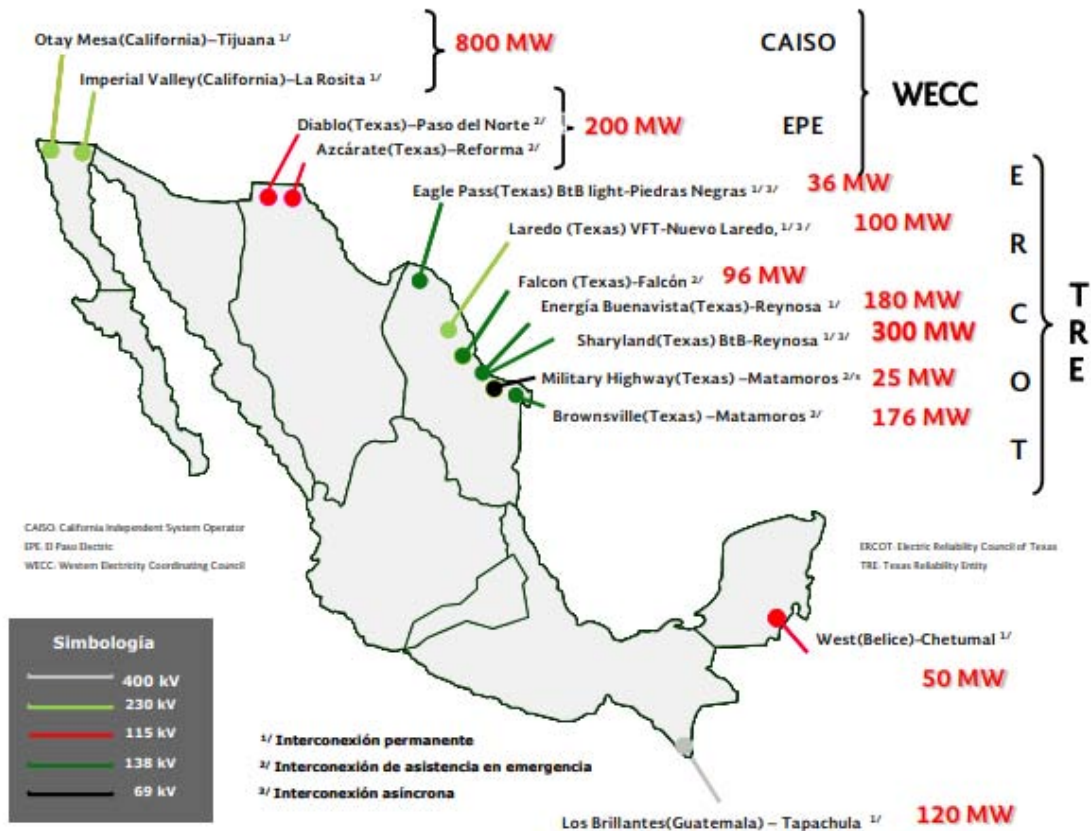 Otay Mesa(California)–Tijuana 1/
800 MW
CAISO
Imperial Valley(California)–La Rosita 1/
WECC
Diablo(Texas)–Paso del Norte 2/
200 MW
EPE
Azcárate(Texas)–Reforma 2/
Eagle Pass(Texas) BtB light-Piedras Negras 1/ 3/
36 MW
Laredo (Texas) VFT-Nuevo Laredo, 1/ 3/
100 MW
Falcon (Texas)–Falcón 2/
96 MW
Energía Buenavista(Texas)-Reynosa 1/
180 MW
Sharyland(Texas) BtB-Reynosa 1/ 3/
300 MW
Military Highway(Texas) –Matamoros 2/
25 MW
Brownsville(Texas) –Matamoros 2/
176 MW
E
R
C
O
T
T
R
E
CAISO: California Independent System Operator
EPE: El Paso Electric
WECC: Western Electricity Coordinating Council
ERCOT: Electric Reliability Council of Texas
TRE: Texas Reliability Entity
West(Belice)-Chetumal 1/
50 MW
Simbología
400 kV
230 kV
115 kV
138 kV
69 kV
1/ Interconexión permanente
2/ Interconexión de asistencia en emergencia
3/ Interconexión asíncrona
Los Brillantes(Guatemala) – Tapachula 1/
120 MW